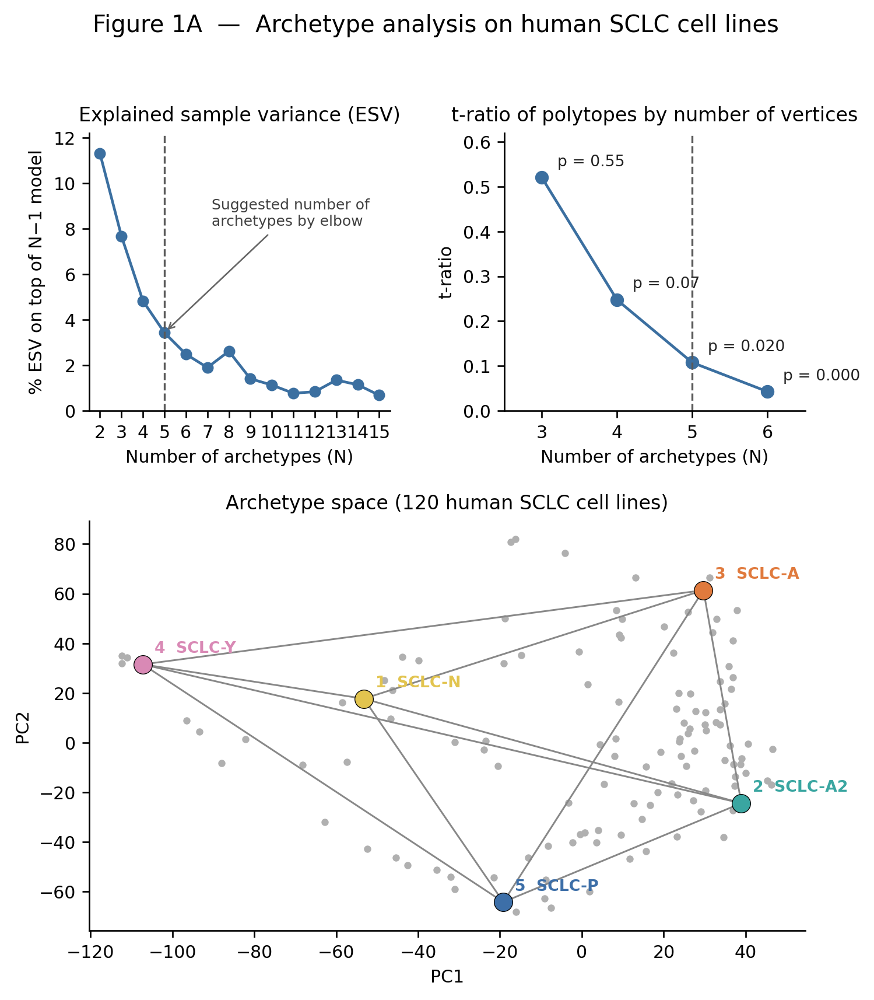 Figure 1A — Archetype analysis on human SCLC cell lines
Explained sample variance (ESV)
% ESV on top of N−1 model
12
10
8
6
4
2
0
Suggested number of
archetypes by elbow
2 3 4 5 6 7 8 9 10 11 12 13 14 15
Number of archetypes (N)
t-ratio of polytopes by number of vertices
t-ratio
0.6
0.5
0.4
0.3
0.2
0.1
0.0
p = 0.55
p = 0.07
p = 0.020
p = 0.000
3 4 5 6
Number of archetypes (N)
Archetype space (120 human SCLC cell lines)
PC2
80
60
40
20
0
−20
−40
−60
3 SCLC-A
4 SCLC-Y
1 SCLC-N
2 SCLC-A2
5 SCLC-P
−120 −100 −80 −60 −40 −20 0 20 40
PC1